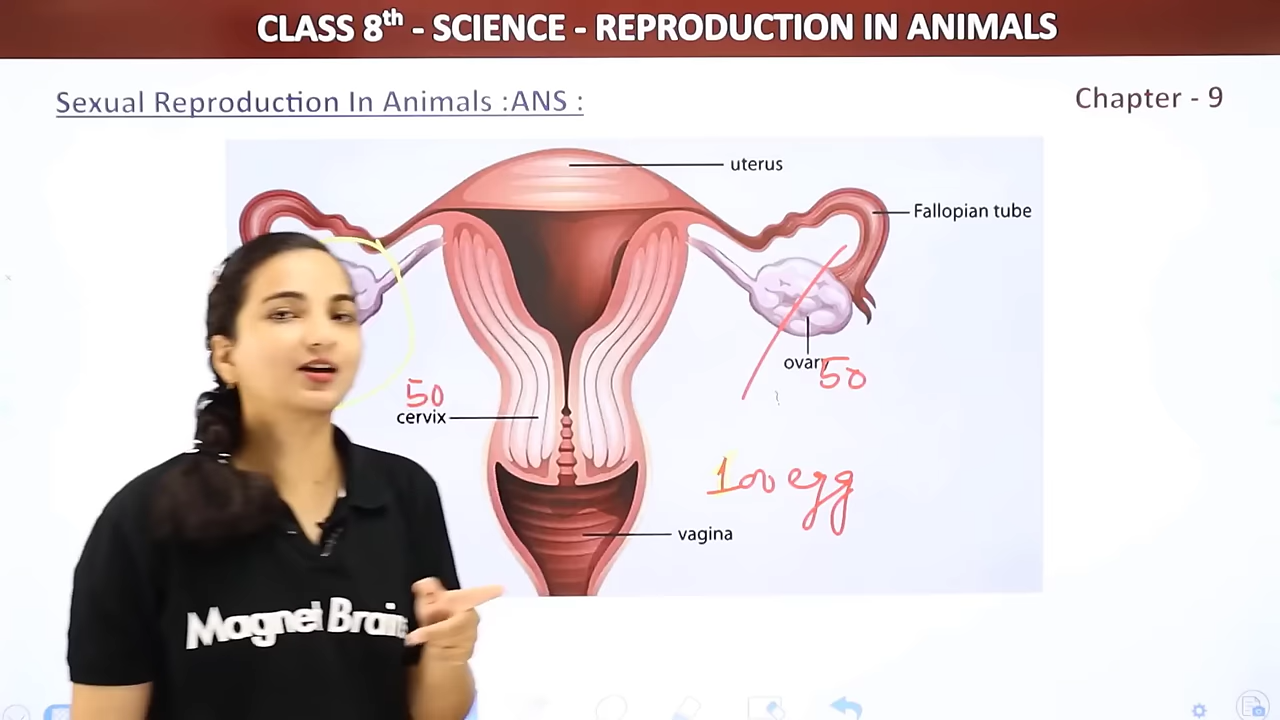 CLASS 8th - SCIENCE - REPRODUCTION IN ANIMALS
Sexual Reproduction In Animals :ANS :
Chapter - 9
uterus
Fallopian tube
ovary
50
50
cervix
100 egg
vagina
Magnet Brains